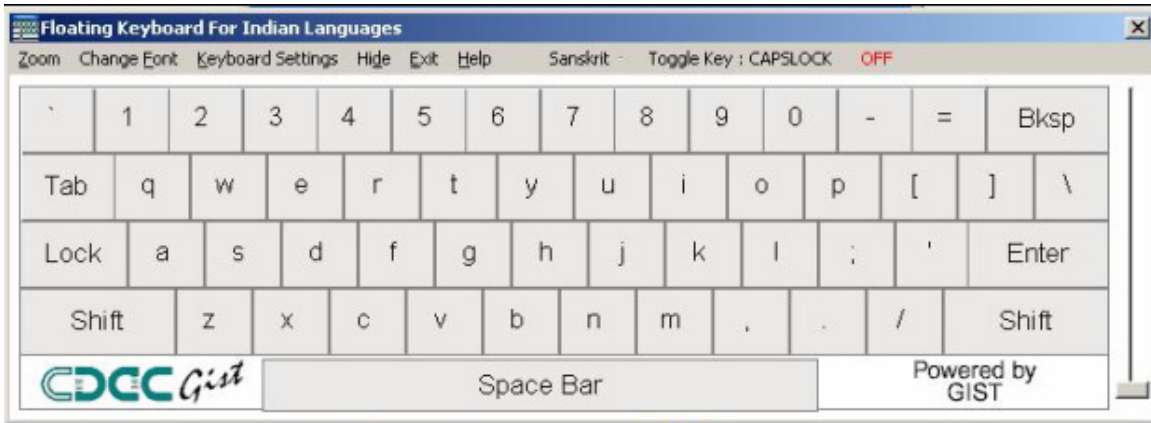 Floating Keyboard For Indian Languages
Zoom Change Font Keyboard Settings Hide Exit Help Sanskrit Toggle Key : CAPSLOCK OFF
` 1 2 3 4 5 6 7 8 9 0 - = Bksp
Tab q w e r t y u i o p [ ] \
Lock a s d f g h j k l ; ' Enter
Shift z x c v b n m , . / Shift
CDAC Gist Space Bar Powered by
GIST